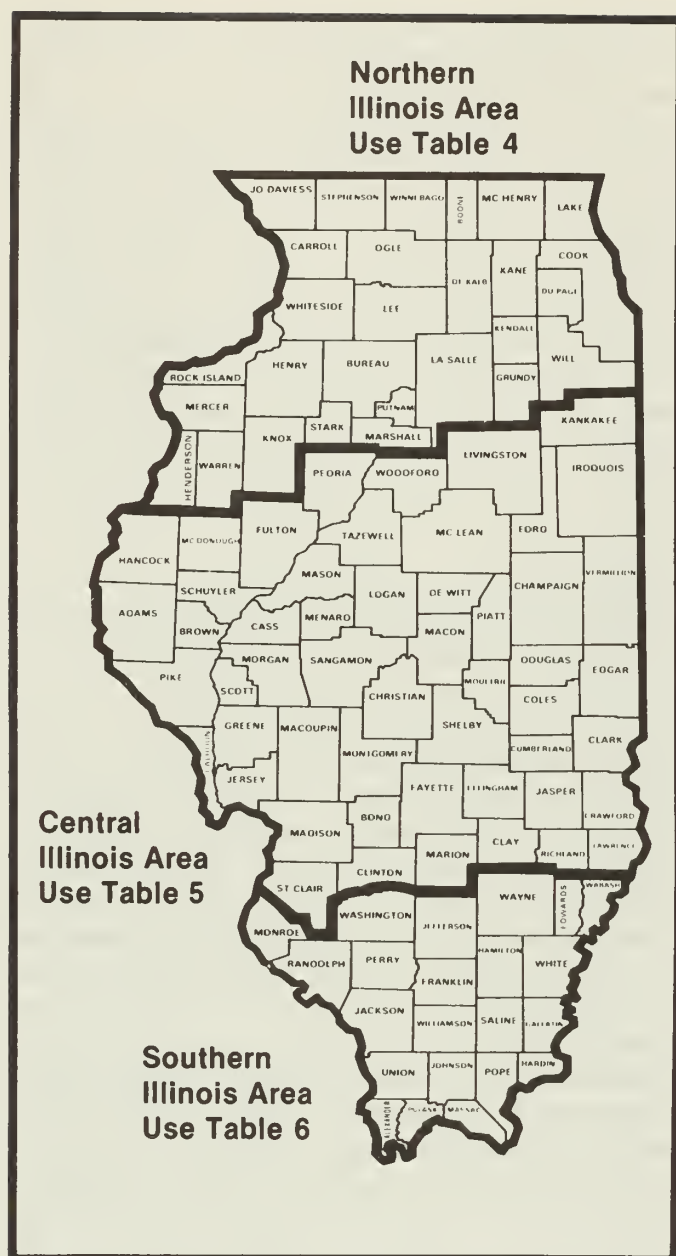 Northern
Illinois Area
Use Table 4
JO DAVIESS
STEPHENSON
WINNEBAGO
BOONE
MC HENRY
LAKE
CARROLL
OGLE
DE KALB
KANE
COOK
DU PAGE
WHITESIDE
LEE
KENDALL
WILL
ROCK ISLAND
HENRY
BUREAU
LA SALLE
GRUNDY
MERCER
PUTNAM
STARK
MARSHALL
KANKAKEE
HENDERSON
WARREN
KNOX
PEORIA
WOODFORD
LIVINGSTON
IROQUOIS
HANCOCK
MC DONOUGH
FULTON
TAZEWELL
MC LEAN
FORD
MASON
VERMILLION
ADAMS
SCHUYLER
LOGAN
DE WITT
CHAMPAIGN
BROWN
CASS
MENARD
MACON
PIATT
PIKE
MORGAN
SANGAMON
DOUGLAS
EDGAR
SCOTT
CHRISTIAN
MOULTRIE
COLES
GREENE
MACOUPIN
SHELBY
CALHOUN
MONTGOMERY
CUMBERLAND
CLARK
JERSEY
FAYETTE
EFFINGHAM
JASPER
CRAWFORD
MADISON
BOND
CLAY
RICHLAND
LAWRENCE
Central
Illinois Area
Use Table 5
ST CLAIR
CLINTON
MARION
WAYNE
EDWARDS
WABASH
MONROE
WASHINGTON
JEFFERSON
RANDOLPH
PERRY
HAMILTON
WHITE
FRANKLIN
JACKSON
WILLIAMSON
SALINE
GALLATIN
Southern
Illinois Area
Use Table 6
UNION
JOHNSON
POPE
HARDIN
ALEXANDER
PULASKI
MASSAC